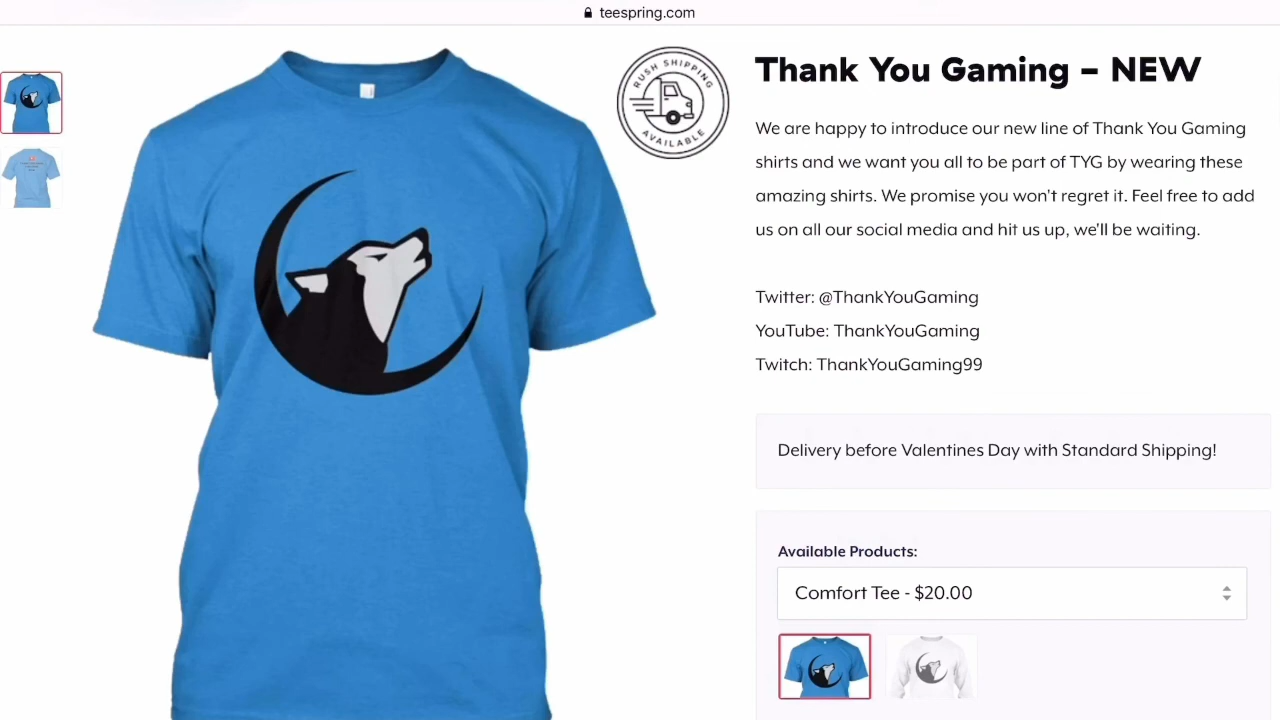 teespring.com
RUSH SHIPPING
AVAILABLE
Thank You Gaming – NEW
We are happy to introduce our new line of Thank You Gaming
shirts and we want you all to be part of TYG by wearing these
amazing shirts. We promise you won't regret it. Feel free to add
us on all our social media and hit us up, we'll be waiting.
Twitter: @ThankYouGaming
YouTube: ThankYouGaming
Twitch: ThankYouGaming99
Delivery before Valentines Day with Standard Shipping!
Available Products:
Comfort Tee - $20.00